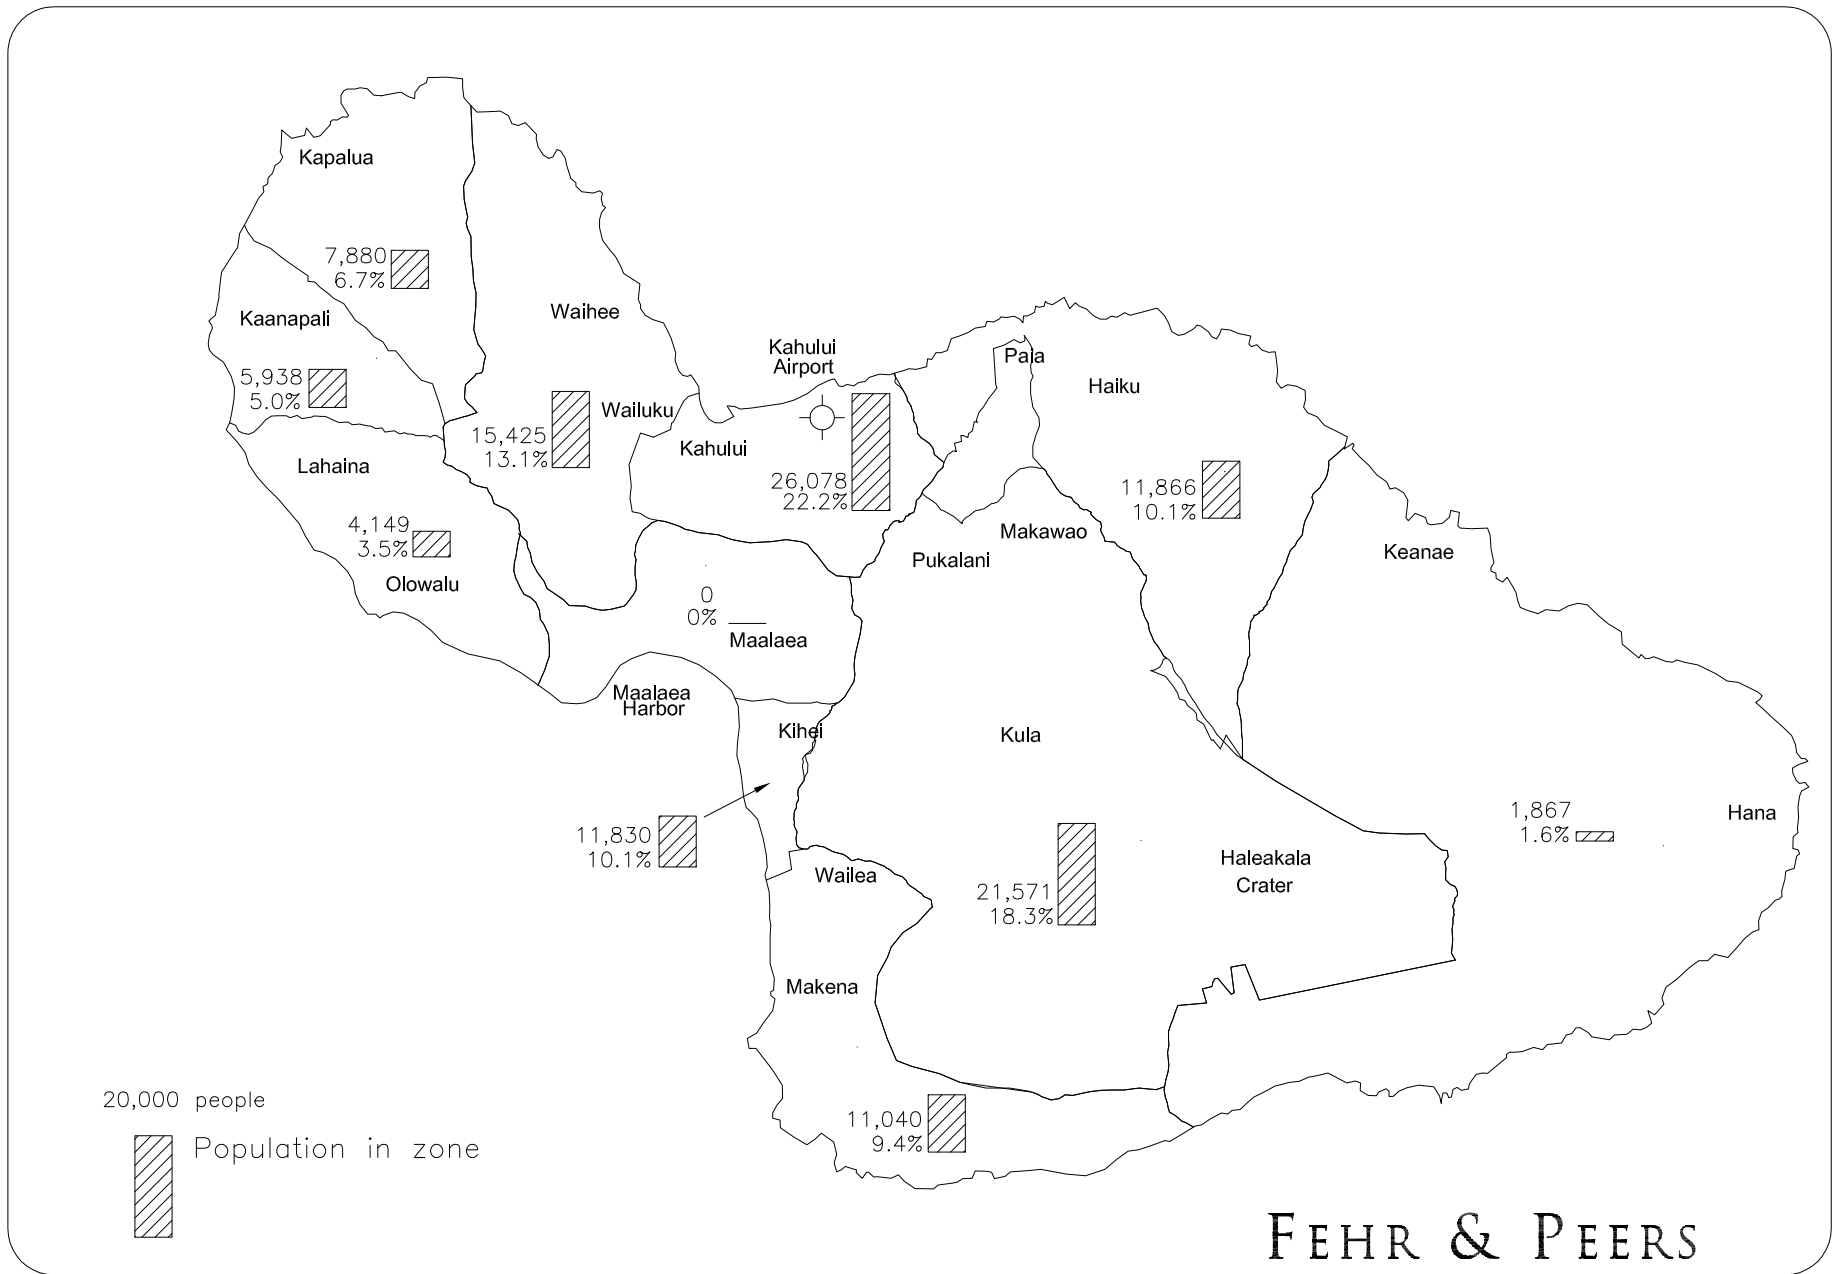 Kapalua
7,880
6.7%
Kaanapali
5,938
5.0%
Lahaina
4,149
3.5%
Olowalu
Waihee
Wailuku
15,425
13.1%
Kahului
Airport
Kahului
26,078
22.2%
Paia
Haiku
11,866
10.1%
Makawao
Pukalani
Keanae
0
0%
Maalaea
Maalaea
Harbor
Kihei
11,830
10.1%
Kula
21,571
18.3%
Haleakala
Crater
1,867
1.6%
Hana
Wailea
Makena
11,040
9.4%
20,000 people
Population in zone
FEHR & PEERS